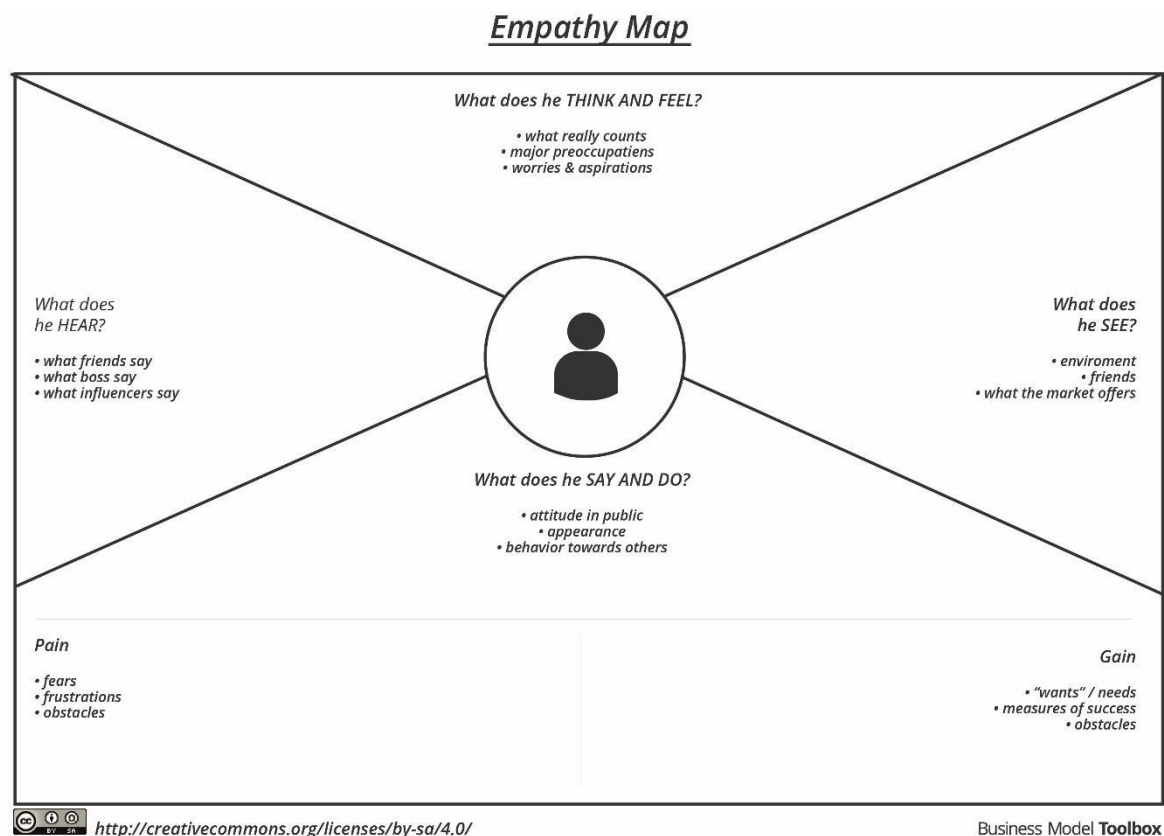 Empathy Map
What does he THINK AND FEEL?
• what really counts
• major preoccupatiens
• worries & aspirations
What does
he HEAR?
• what friends say
• what boss say
• what influencers say
What does
he SEE?
• enviroment
• friends
• what the market offers
What does he SAY AND DO?
• attitude in public
• appearance
• behavior towards others
Pain
• fears
• frustrations
• obstacles
Gain
• “wants” / needs
• measures of success
• obstacles
cc BY SA http://creativecommons.org/licenses/by-sa/4.0/
Business Model Toolbox